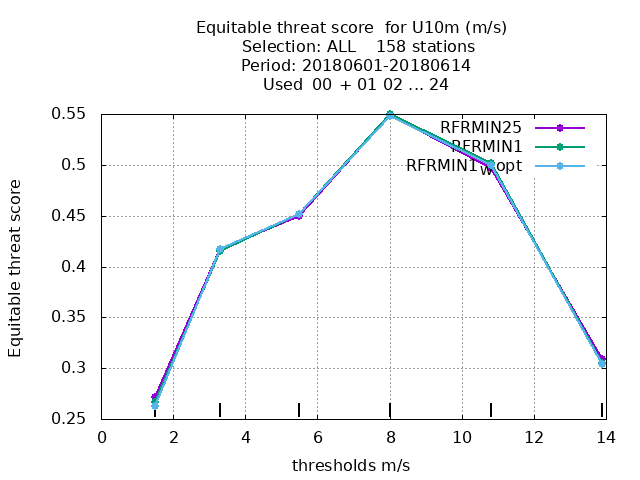 Equitable threat score for U10m (m/s)
Selection: ALL 158 stations
Period: 20180601-20180614
Used 00 + 01 02 ... 24
RFRMIN25
RFRMIN1
RFRMIN1wopt
Equitable threat score
0.55
0.5
0.45
0.4
0.35
0.3
0.25
0 2 4 6 8 10 12 14
thresholds m/s